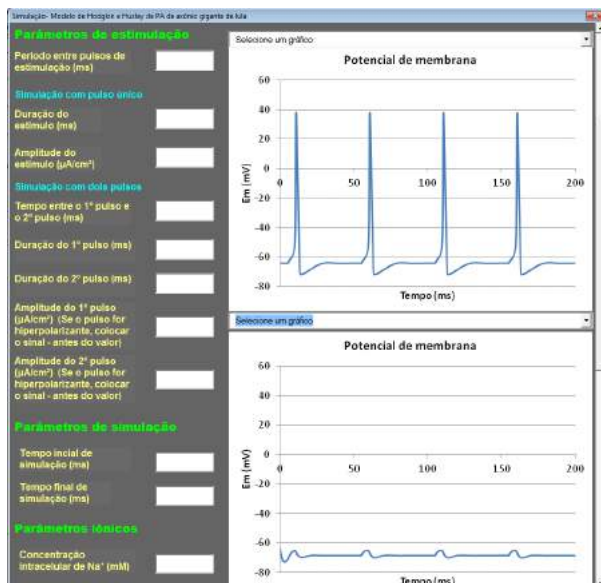 Simulação- Modelo de Hodgkin e Huxley de PA da axônio gigante de lula
Parâmetros de estimulação
Período entre pulsos de
estimulação (ms)
Simulação com pulso único
Duração do
estímulo (ms)
Amplitude do
estímulo (µA/cm²)
Simulação com dois pulsos
Tempo entre o 1º pulso e
o 2º pulso (ms)
Duração do 1º pulso (ms)
Duração do 2º pulso (ms)
Amplitude do 1º pulso
(µA/cm²) (Se o pulso for
hiperpolarizante, colocar
o sinal - antes do valor)
Amplitude do 2º pulso
(µA/cm²) (Se o pulso for
hiperpolarizante, colocar
o sinal - antes do valor)
Parâmetros de simulação
Tempo incial de
simulação (ms)
Tempo final de
simulação (ms)
Parâmetros iônicos
Concentração
intracelular de Na⁺ (mM)
Selecione um gráfico
Potencial de membrana
60
40
20
0
-20
-40
-60
-80
0
50
100
150
200
Em (mV)
Tempo (ms)
Selecione um gráfico
Potencial de membrana
60
40
20
0
-20
-40
-60
-80
0
50
100
150
200
Em (mV)
Tempo (ms)